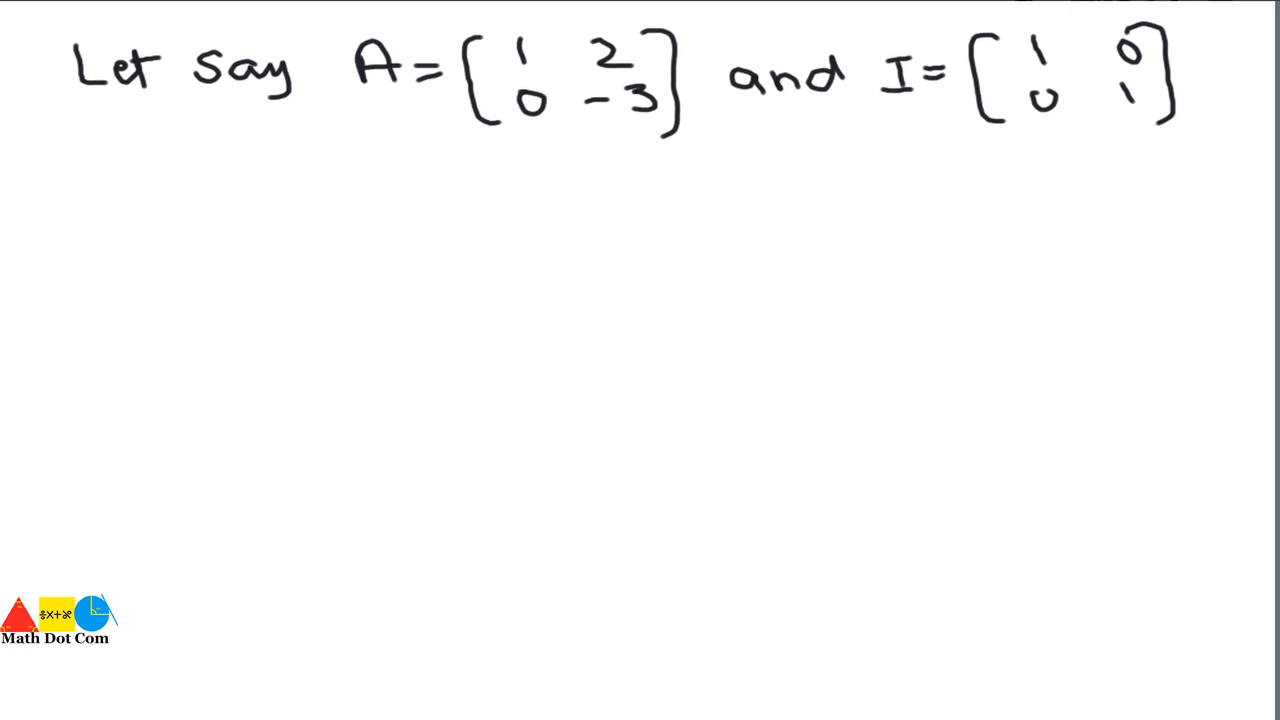 Let say A = [1 2
0 -3] and I = [1 0
0 1]
÷x+
Math Dot Com